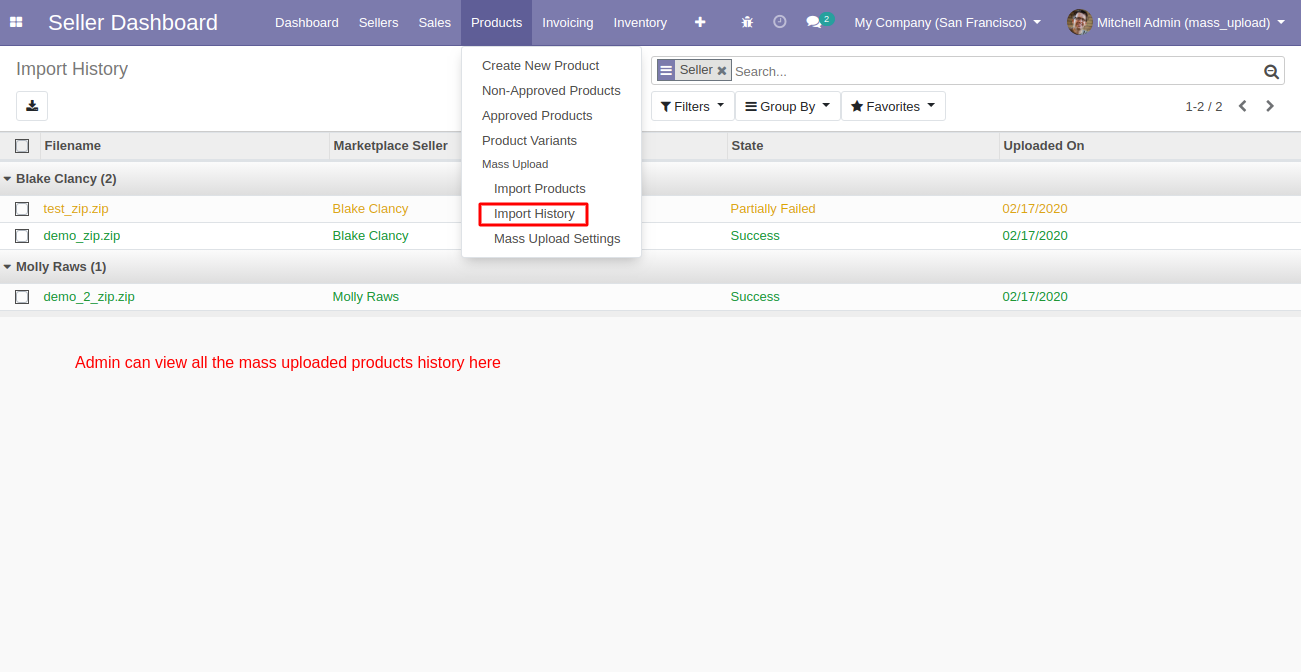 Seller Dashboard Dashboard Sellers Sales Products Invoicing Inventory 2 My Company (San Francisco) Mitchell Admin (mass_upload)
Import History
Create New Product
Non-Approved Products
Approved Products
Product Variants
Mass Upload
Import Products
Import History
Mass Upload Settings
Seller Search...
Filters Group By Favorites 1-2 / 2
Filename Marketplace Seller State Uploaded On
Blake Clancy (2)
test_zip.zip Blake Clancy Partially Failed 02/17/2020
demo_zip.zip Blake Clancy Success 02/17/2020
Molly Raws (1)
demo_2_zip.zip Molly Raws Success 02/17/2020
Admin can view all the mass uploaded products history here